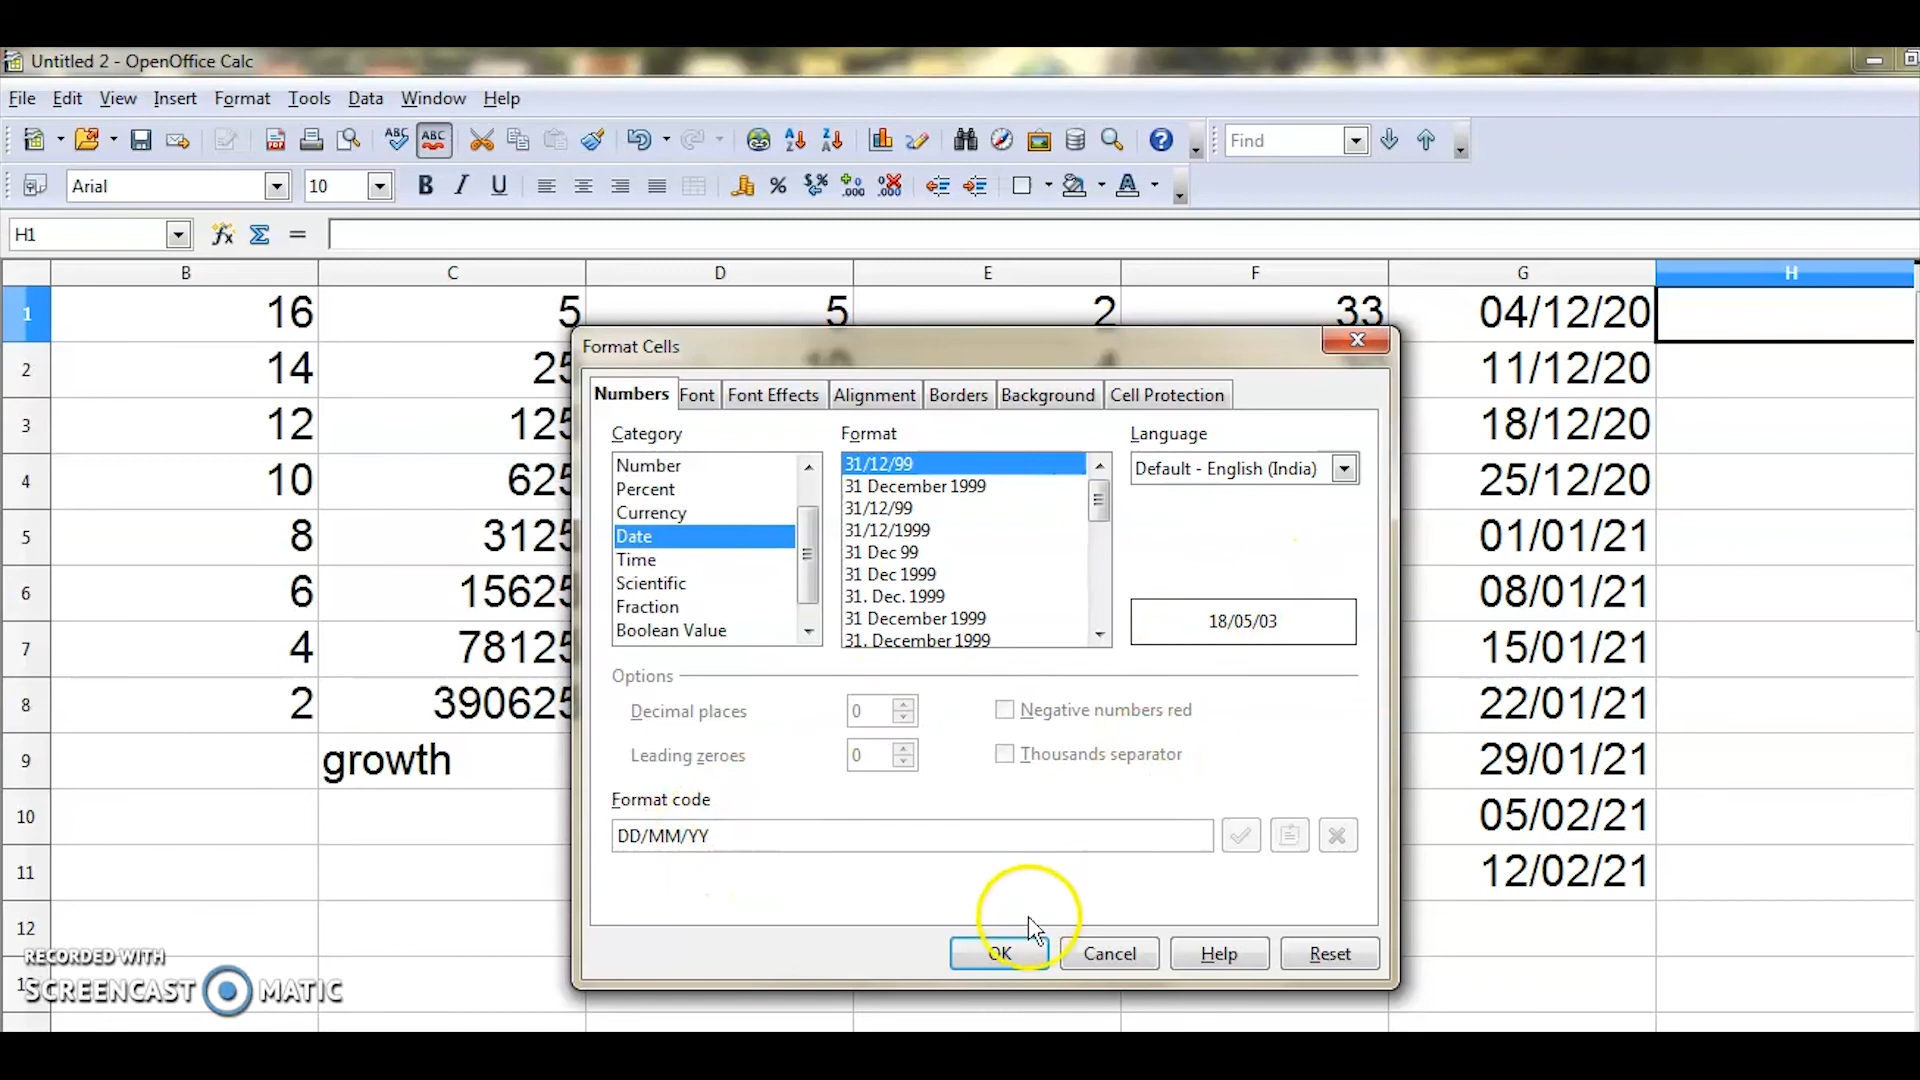 Untitled 2 - OpenOffice Calc
File Edit View Insert Format Tools Data Window Help
Find
Arial 10
H1
B C D E F G H
1 16 5 5 2 33 04/12/20
2 14 25 11/12/20
3 12 125 18/12/20
4 10 625 25/12/20
5 8 3125 01/01/21
6 6 15625 08/01/21
7 4 78125 15/01/21
8 2 390625 22/01/21
9 growth 29/01/21
10 05/02/21
11 12/02/21
12
Format Cells
Numbers Font Font Effects Alignment Borders Background Cell Protection
Category Format Language
Number
Percent
Currency
Date
Time
Scientific
Fraction
Boolean Value
31/12/99
31 December 1999
31/12/99
31/12/1999
31 Dec 99
31 Dec 1999
31. Dec. 1999
31 December 1999
31. December 1999
Default - English (India)
18/05/03
Options
Decimal places 0 Negative numbers red
Leading zeroes 0 Thousands separator
Format code
DD/MM/YY
OK Cancel Help Reset
RECORDED WITH
SCREENCAST MATIC